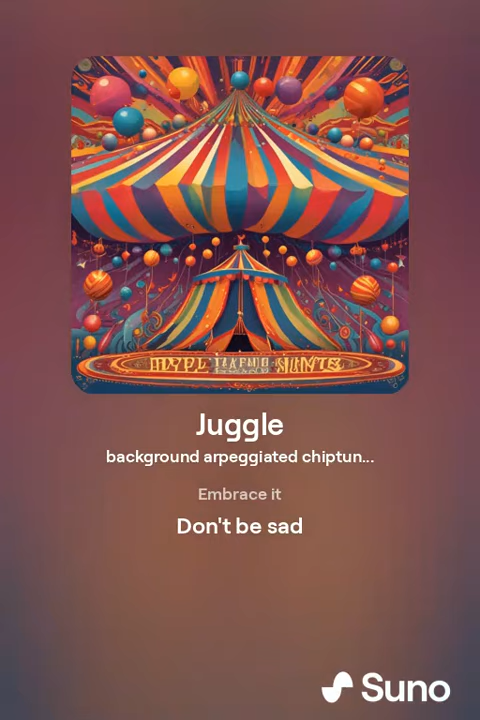 Juggle
background arpeggiated chiptun...
Embrace it
Don't be sad
Suno